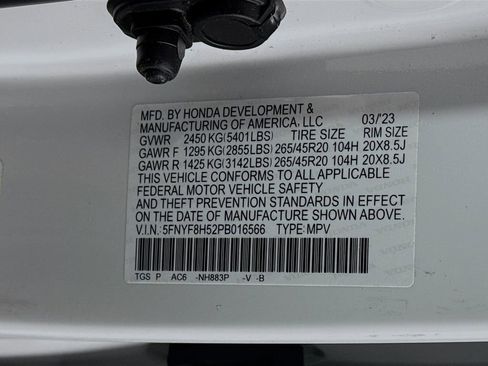 MFD. BY HONDA DEVELOPMENT &
MANUFACTURING OF AMERICA, LLC 03/'23
GVWR 2450 KG(5401LBS) TIRE SIZE RIM SIZE
GAWR F 1295 KG(2855LBS) 265/45R20 104H 20X8.5J
GAWR R 1425 KG(3142LBS) 265/45R20 104H 20X8.5J
THIS VEHICLE CONFORMS TO ALL APPLICABLE
FEDERAL MOTOR VEHICLE SAFETY
AND THEFT PREVENTION STANDARDS IN EFFECT
ON THE DATE OF MANUFACTURE SHOWN ABOVE.
V.I.N.: 5FNYF8H52PB016566 TYPE: MPV
TGS P AC6 -NH883P -V -B